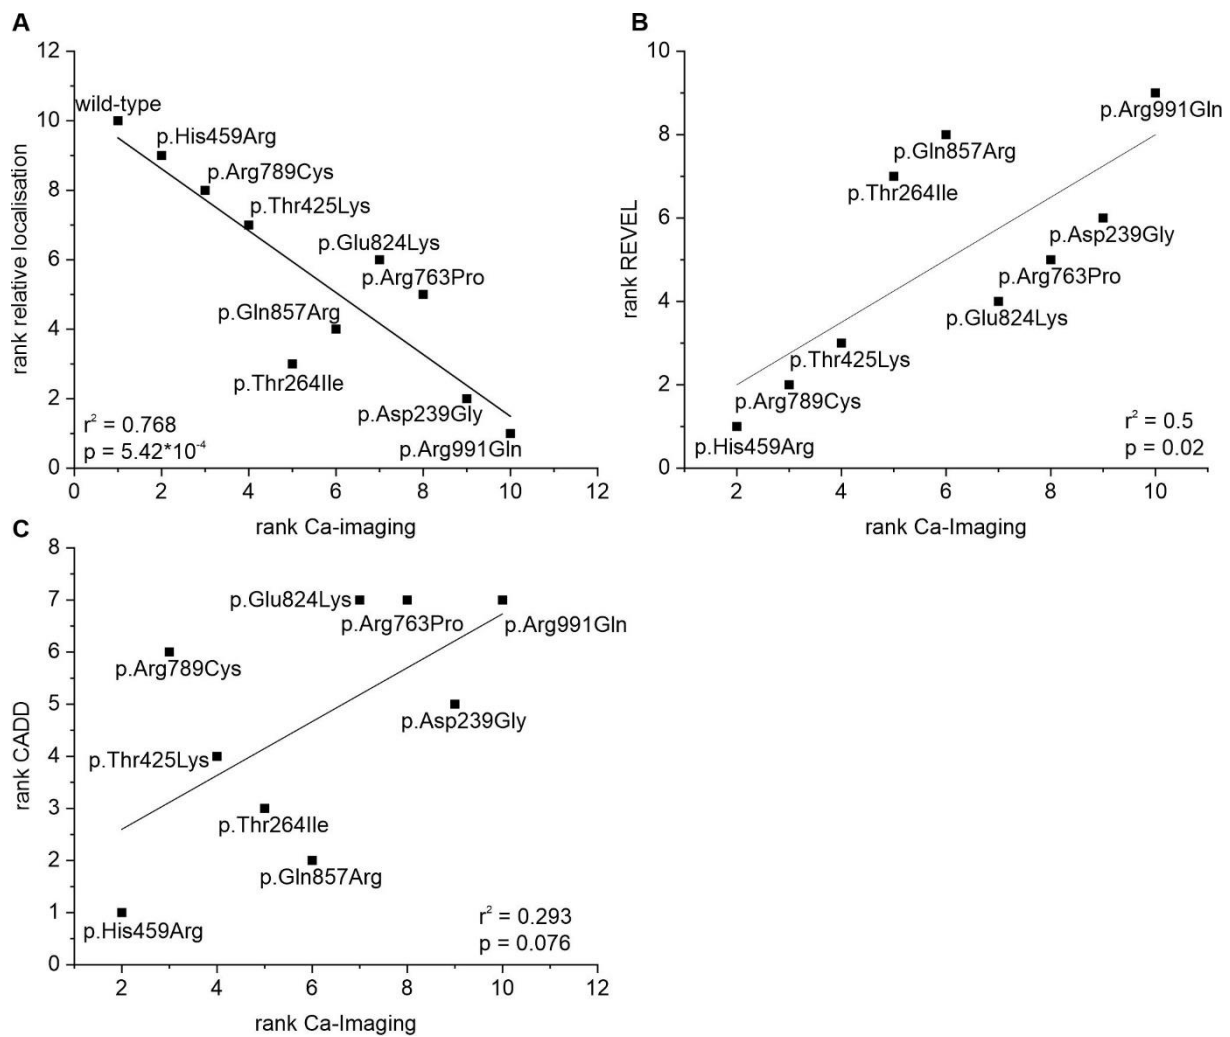 A
12
10
8
6
4
2
0
rank relative localisation
wild-type
p.His459Arg
p.Arg789Cys
p.Thr425Lys
p.Glu824Lys
p.Arg763Pro
p.Gln857Arg
p.Thr264Ile
p.Asp239Gly
p.Arg991Gln
r² = 0.768
p = 5.42*10⁻⁴
0 2 4 6 8 10 12
rank Ca-imaging
B
10
8
6
4
2
0
rank REVEL
p.Arg991Gln
p.Gln857Arg
p.Thr264Ile
p.Asp239Gly
p.Arg763Pro
p.Glu824Lys
p.Thr425Lys
p.Arg789Cys
p.His459Arg
r² = 0.5
p = 0.02
2 4 6 8 10
rank Ca-Imaging
C
8
7
6
5
4
3
2
1
0
rank CADD
p.Glu824Lys
p.Arg763Pro
p.Arg991Gln
p.Arg789Cys
p.Asp239Gly
p.Thr425Lys
p.Thr264Ile
p.Gln857Arg
p.His459Arg
r² = 0.293
p = 0.076
2 4 6 8 10 12
rank Ca-Imaging